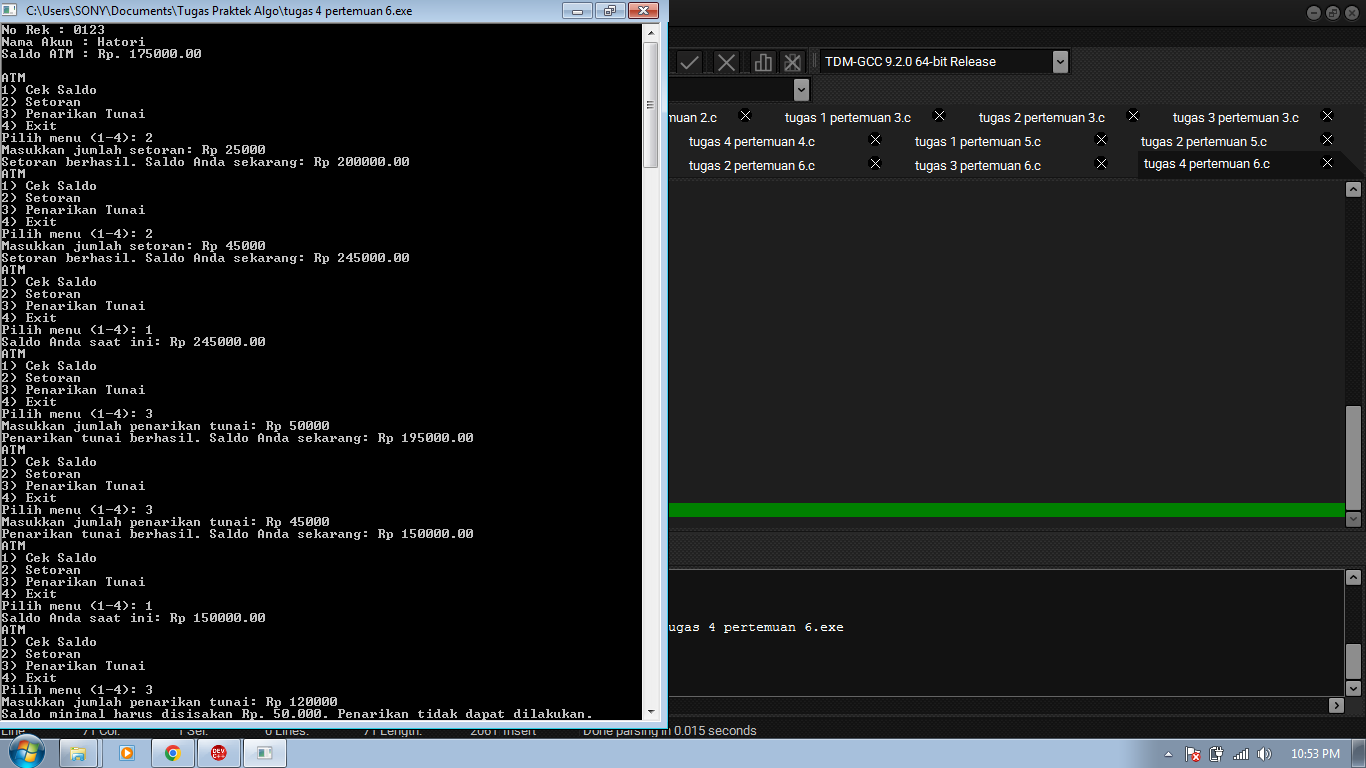 C:\Users\SONY\Documents\Tugas Praktek Algo\tugas 4 pertemuan 6.exe
No Rek : 0123
Nama Akun : Hatori
Saldo ATM : Rp. 175000.00
ATM
1) Cek Saldo
2) Setoran
3) Penarikan Tunai
4) Exit
Pilih menu (1-4): 2
Masukkan jumlah setoran: Rp 25000
Setoran berhasil. Saldo Anda sekarang: Rp 200000.00
ATM
1) Cek Saldo
2) Setoran
3) Penarikan Tunai
4) Exit
Pilih menu (1-4): 2
Masukkan jumlah setoran: Rp 45000
Setoran berhasil. Saldo Anda sekarang: Rp 245000.00
ATM
1) Cek Saldo
2) Setoran
3) Penarikan Tunai
4) Exit
Pilih menu (1-4): 1
Saldo Anda saat ini: Rp 245000.00
ATM
1) Cek Saldo
2) Setoran
3) Penarikan Tunai
4) Exit
Pilih menu (1-4): 3
Masukkan jumlah penarikan tunai: Rp 50000
Penarikan tunai berhasil. Saldo Anda sekarang: Rp 195000.00
ATM
1) Cek Saldo
2) Setoran
3) Penarikan Tunai
4) Exit
Pilih menu (1-4): 3
Masukkan jumlah penarikan tunai: Rp 45000
Penarikan tunai berhasil. Saldo Anda sekarang: Rp 150000.00
ATM
1) Cek Saldo
2) Setoran
3) Penarikan Tunai
4) Exit
Pilih menu (1-4): 1
Saldo Anda saat ini: Rp 150000.00
ATM
1) Cek Saldo
2) Setoran
3) Penarikan Tunai
4) Exit
Pilih menu (1-4): 3
Masukkan jumlah penarikan tunai: Rp 120000
Saldo minimal harus disisakan Rp. 50.000. Penarikan tidak dapat dilakukan.
TDM-GCC 9.2.0 64-bit Release
muan 2.c tugas 1 pertemuan 3.c tugas 2 pertemuan 3.c tugas 3 pertemuan 3.c
tugas 4 pertemuan 4.c tugas 1 pertemuan 5.c tugas 2 pertemuan 5.c
tugas 2 pertemuan 6.c tugas 3 pertemuan 6.c tugas 4 pertemuan 6.c
ugas 4 pertemuan 6.exe
Line: 71 Col: 1 Sel: 0 Lines: 71 Length: 2061 Insert Done parsing in 0.015 seconds
DEV C++
10:53 PM